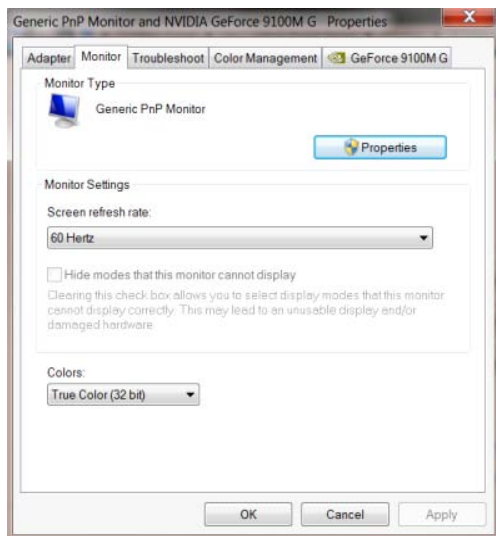 Generic PnP Monitor and NVIDIA GeForce 9100M G Properties
X
Adapter Monitor Troubleshoot Color Management GeForce 9100M G
Monitor Type
Generic PnP Monitor
Properties
Monitor Settings
Screen refresh rate:
60 Hertz
Hide modes that this monitor cannot display
Clearing this check box allows you to select display modes that this monitor
cannot display correctly. This may lead to an unusable display and/or
damaged hardware.
Colors:
True Color (32 bit)
OK Cancel Apply